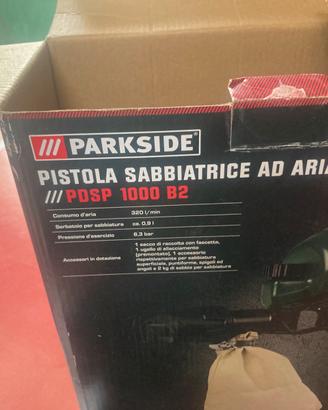 /// PARKSIDE®
PISTOLA SABBIATRICE AD ARIA
/// PDSP 1000 B2
Consumo d'aria 320 l/min
Serbatoio per sabbiatura ca. 0,9 l
Pressione d'esercizio 6,3 bar
Accessori in dotazione 1 sacco di raccolta con fascetta,
1 ugello di allacciamento
(premontato), 1 accessorio
rispettivamente per sabbiatura
superficiale, puntiforme, spigoli ed
angoli e 2 kg di sabbia per sabbiatura